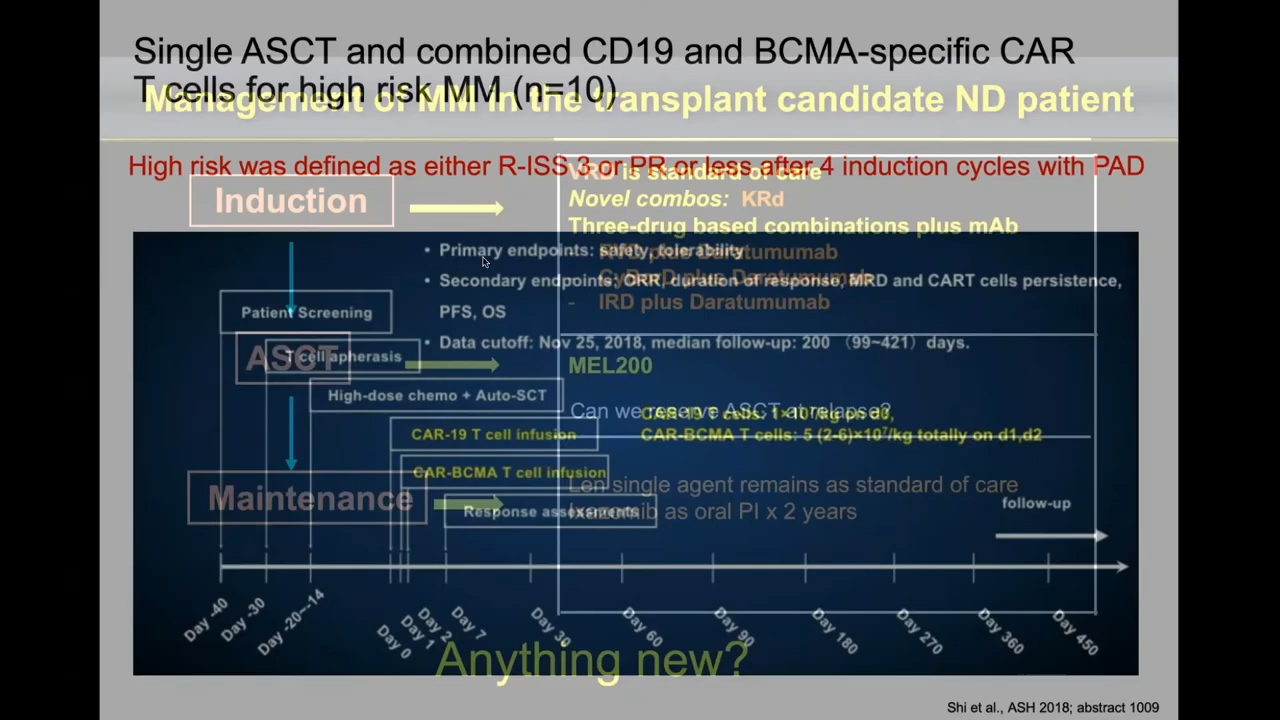 Single ASCT and combined CD19 and BCMA-specific CAR
T cells for high risk MM (n=10)
Management of MM in the transplant candidate ND patient
High risk was defined as either R-ISS 3 or PR or less after 4 induction cycles with PAD
Induction
VRD is standard of care
Novel combos: KRd
Three-drug based combinations plus mAb
- RVD plus Daratumumab
- CyBorD plus Daratumumab
- IRD plus Daratumumab
• Primary endpoints: safety, tolerability
• Secondary endpoints: ORR, duration of response, MRD and CART cells persistence,
PFS, OS
• Data cutoff: Nov 25, 2018, median follow-up: 200 （99~421）days.
Patient Screening
ASCT
T cell apherasis
MEL200
High-dose chemo + Auto-SCT
Can we reserve ASCT at relapse?
CAR-19 T cells: 1×10⁷/kg on d0,
CAR-BCMA T cells: 5 (2-6)×10⁷/kg totally on d1,d2
CAR-19 T cell infusion
CAR-BCMA T cell infusion
Maintenance
Len single agent remains as standard of care
Ixazomib as oral PI x 2 years
Response assessments
follow-up
Day -40
Day -30
Day -20~-14
Day 0
Day 1
Day 2
Day 7
Day 30
Day 60
Day 90
Day 180
Day 270
Day 360
Day 450
Anything new?
Shi et al., ASH 2018; abstract 1009